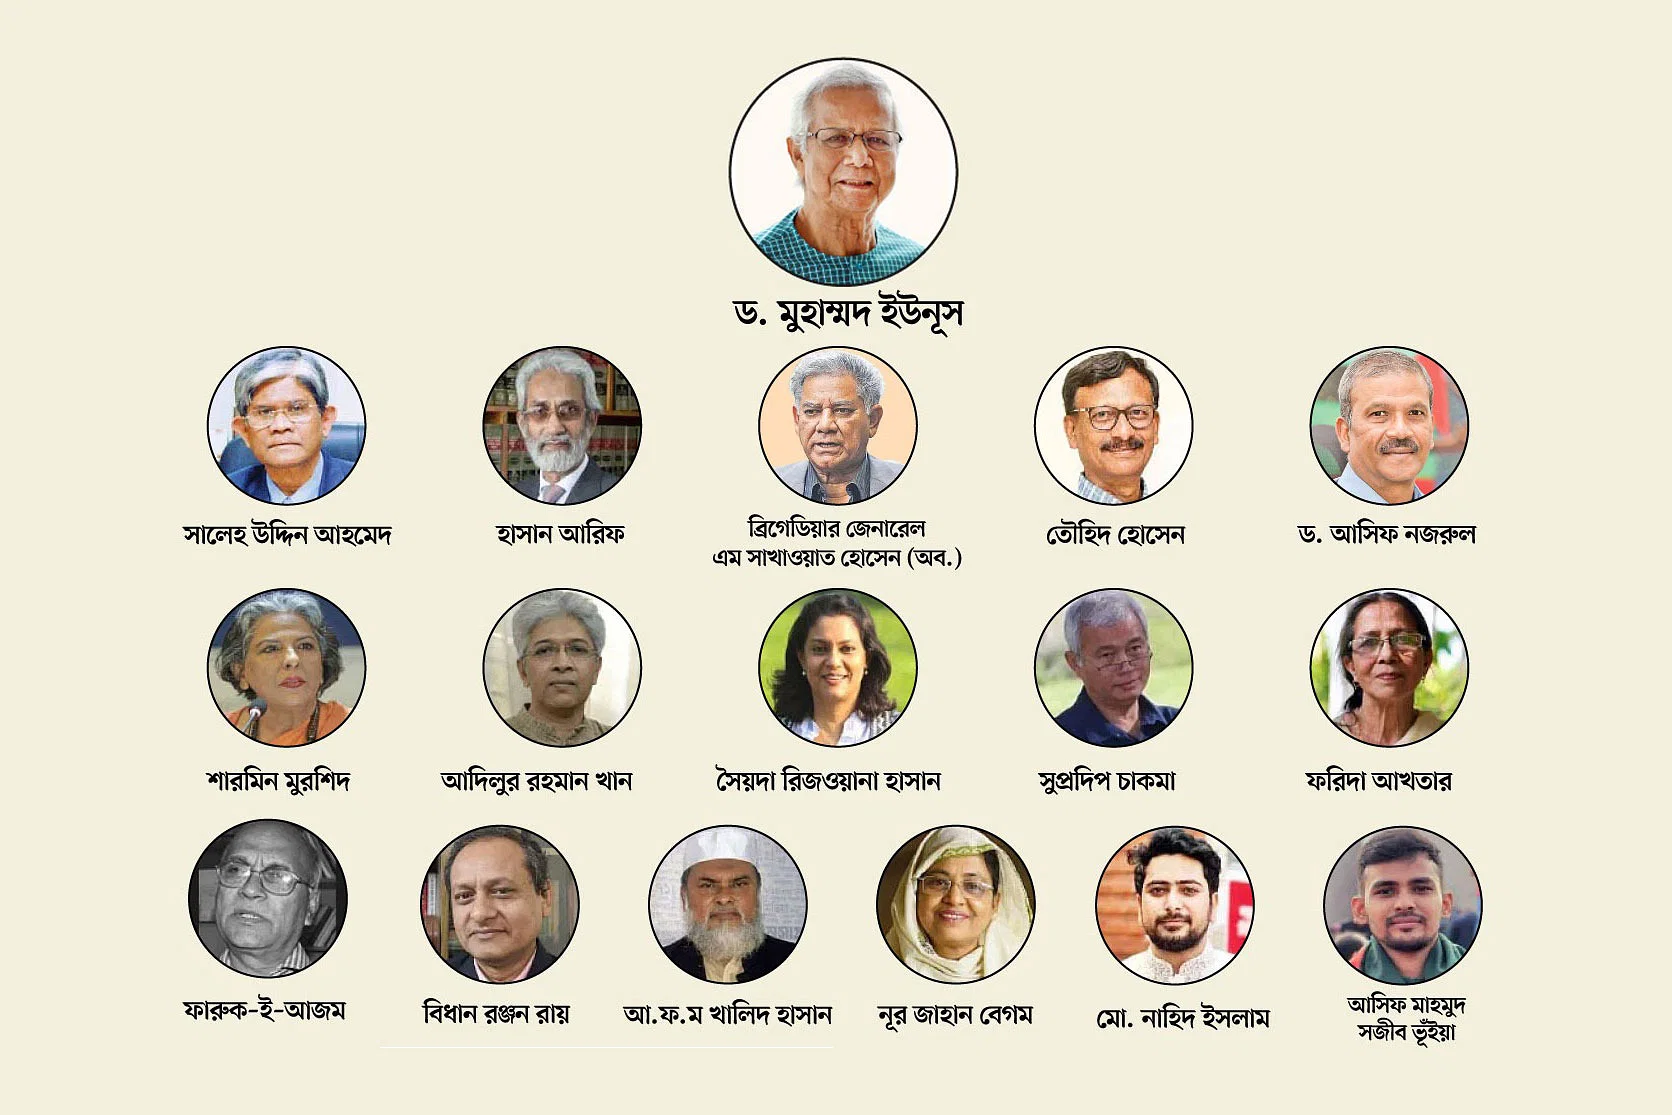 ড. মুহাম্মদ ইউনূস
সালেহ উদ্দিন আহমেদ
হাসান আরিফ
ব্রিগেডিয়ার জেনারেল
এম সাখাওয়াত হোসেন (অব.)
তৌহিদ হোসেন
ড. আসিফ নজরুল
শারমিন মুরশিদ
আদিলুর রহমান খান
সৈয়দা রিজওয়ানা হাসান
সুপ্রদিপ চাকমা
ফরিদা আখতার
ফারুক-ই-আজম
বিধান রঞ্জন রায়
আ.ফ.ম খালিদ হাসান
নূর জাহান বেগম
মো. নাহিদ ইসলাম
আসিফ মাহমুদ
সজীব ভূঁইয়া